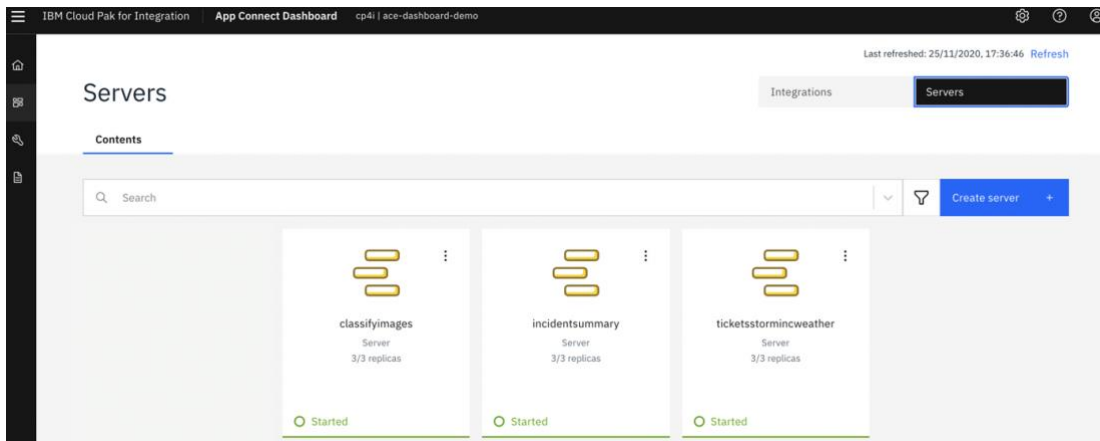 IBM Cloud Pak for Integration App Connect Dashboard cp4i | ace-dashboard-demo
Last refreshed: 25/11/2020, 17:36:46 Refresh
Servers
Integrations Servers
Contents
Search Create server +
classifyimages
Server
3/3 replicas
Started
incidentsummary
Server
3/3 replicas
Started
ticketsstormincweather
Server
3/3 replicas
Started